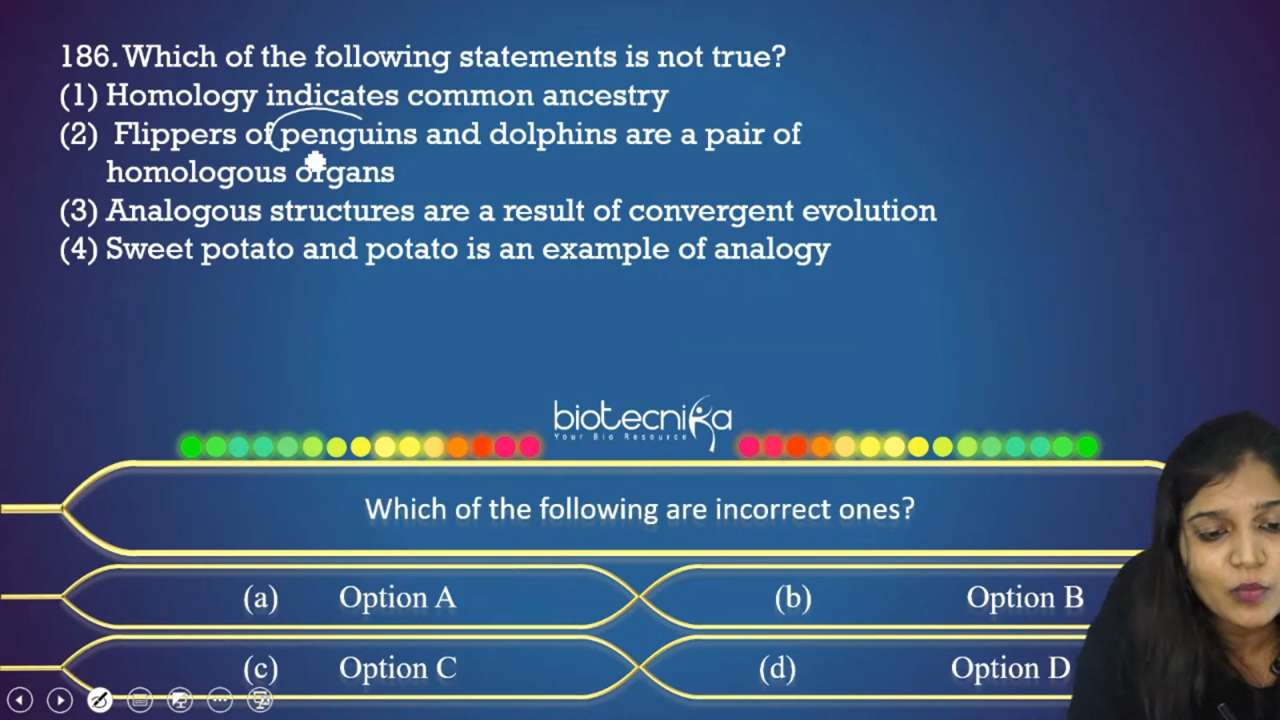 186. Which of the following statements is not true?
(1) Homology indicates common ancestry
(2) Flippers of penguins and dolphins are a pair of
homologous organs
(3) Analogous structures are a result of convergent evolution
(4) Sweet potato and potato is an example of analogy
biotecnika
Your Bio Resource
Which of the following are incorrect ones?
(a) Option A
(b) Option B
(c) Option C
(d) Option D